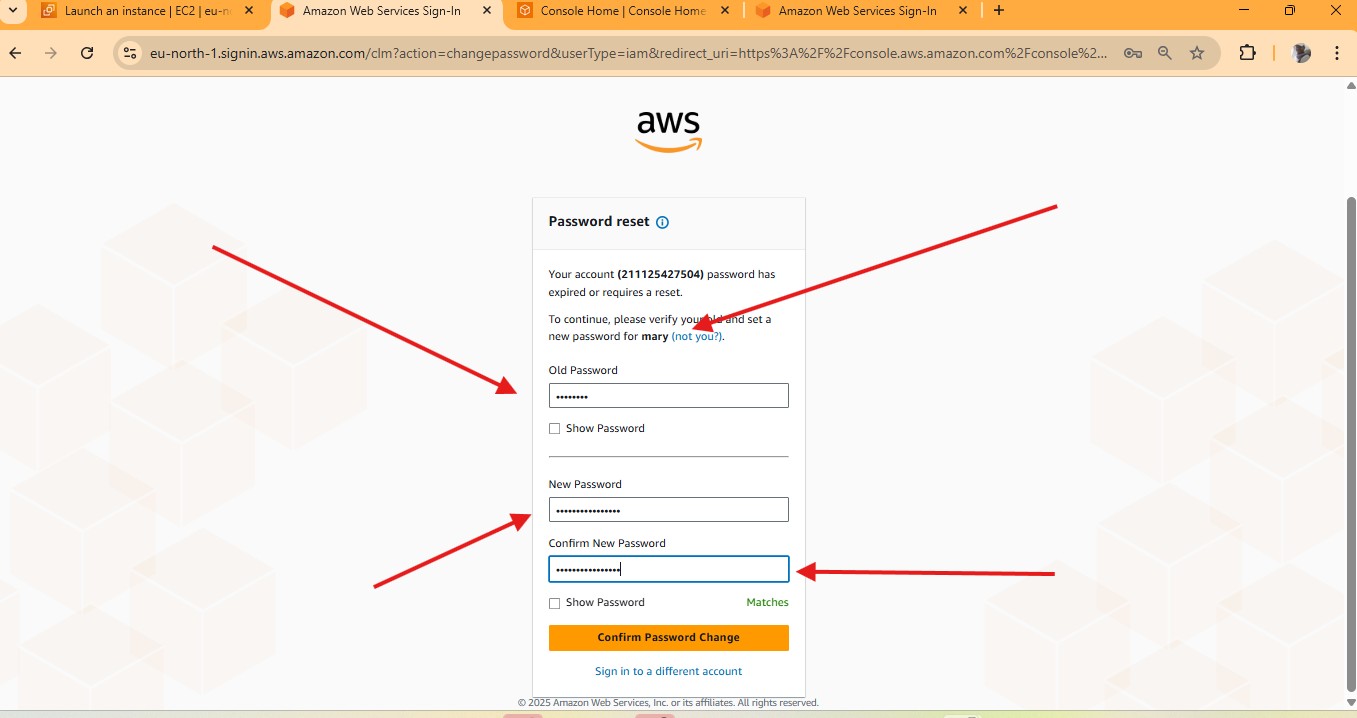 Launch an instance | EC2 | eu-n
Amazon Web Services Sign-In
Console Home | Console Home
Amazon Web Services Sign-In
eu-north-1.signin.aws.amazon.com/clm?action=changepassword&userType=iam&redirect_uri=https%3A%2F%2Fconsole.aws.amazon.com%2Fconsole%2...
aws
Password reset
Your account (211125427504) password has
expired or requires a reset.
To continue, please verify your old and set a
new password for mary (not you?).
Old Password
Show Password
New Password
Confirm New Password
Show Password
Matches
Confirm Password Change
Sign in to a different account
© 2025 Amazon Web Services, Inc. or its affiliates. All rights reserved.